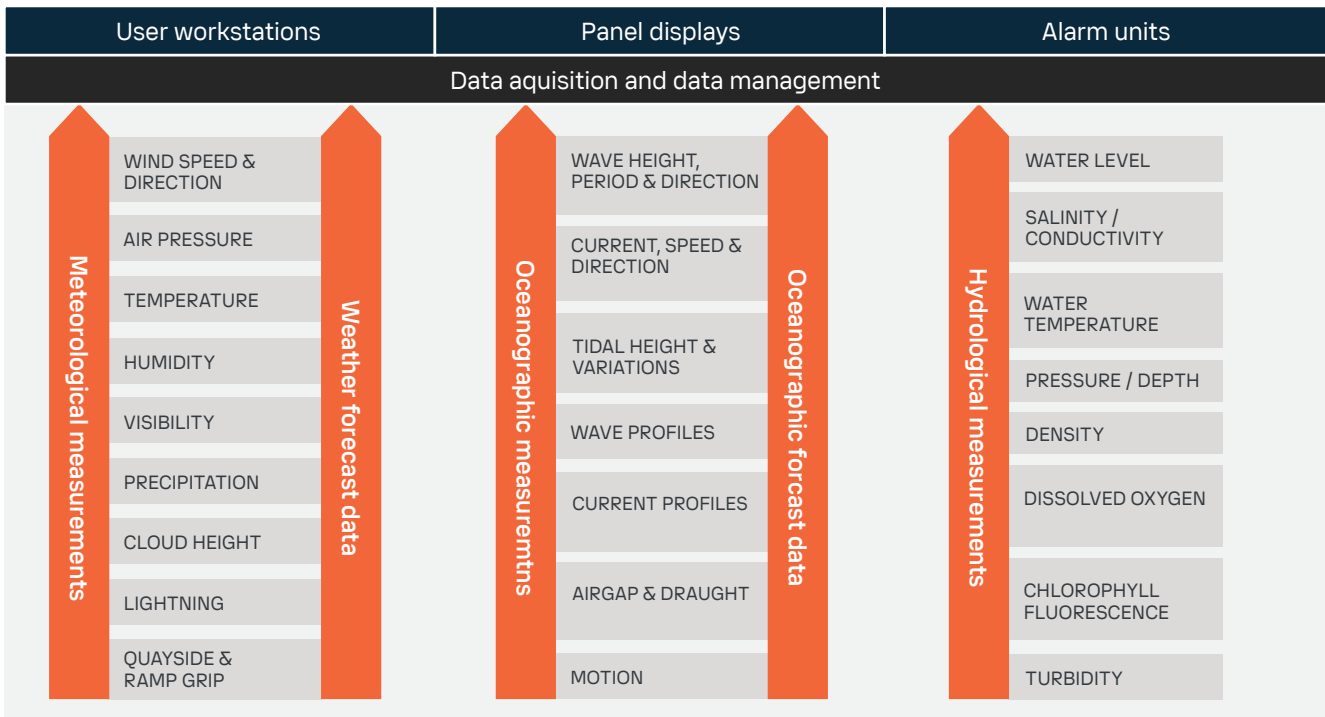 User workstations
Panel displays
Alarm units
Data aquisition and data management
Meteorological measurements
WIND SPEED &
DIRECTION
AIR PRESSURE
TEMPERATURE
HUMIDITY
VISIBILITY
PRECIPITATION
CLOUD HEIGHT
LIGHTNING
QUAYSIDE &
RAMP GRIP
Weather forecast data
Oceanographic measuremtns
WAVE HEIGHT,
PERIOD & DIRECTION
CURRENT, SPEED &
DIRECTION
TIDAL HEIGHT &
VARIATIONS
WAVE PROFILES
CURRENT PROFILES
AIRGAP & DRAUGHT
MOTION
Oceanographic forcast data
Hydrological measurements
WATER LEVEL
SALINITY /
CONDUCTIVITY
WATER
TEMPERATURE
PRESSURE / DEPTH
DENSITY
DISSOLVED OXYGEN
CHLOROPHYLL
FLUORESCENCE
TURBIDITY